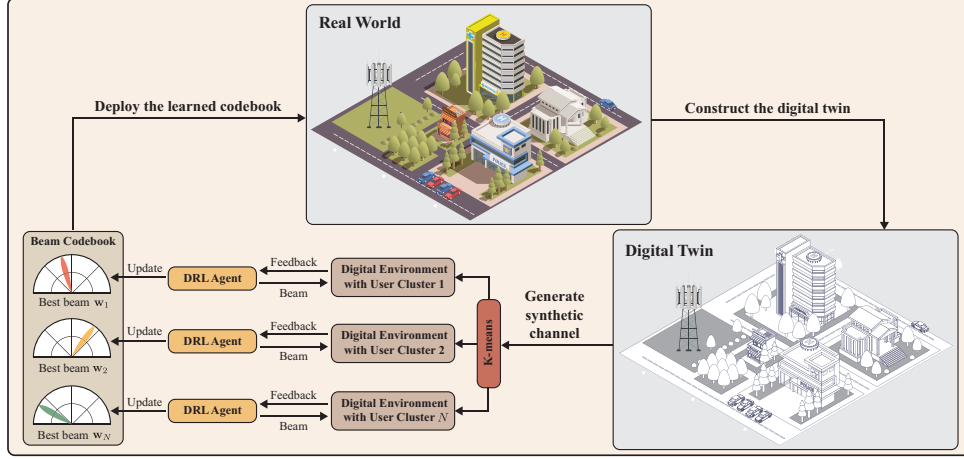 Real World
Deploy the learned codebook
Construct the digital twin
POLICE
Digital Twin
Beam Codebook
Best beam w₁
Best beam w₂
Best beam w_N
Update
DRL Agent
Feedback
Beam
Digital Environment
with User Cluster 1
Update
DRL Agent
Feedback
Beam
Digital Environment
with User Cluster 2
Update
DRL Agent
Feedback
Beam
Digital Environment
with User Cluster N
K-means
Generate
synthetic
channel